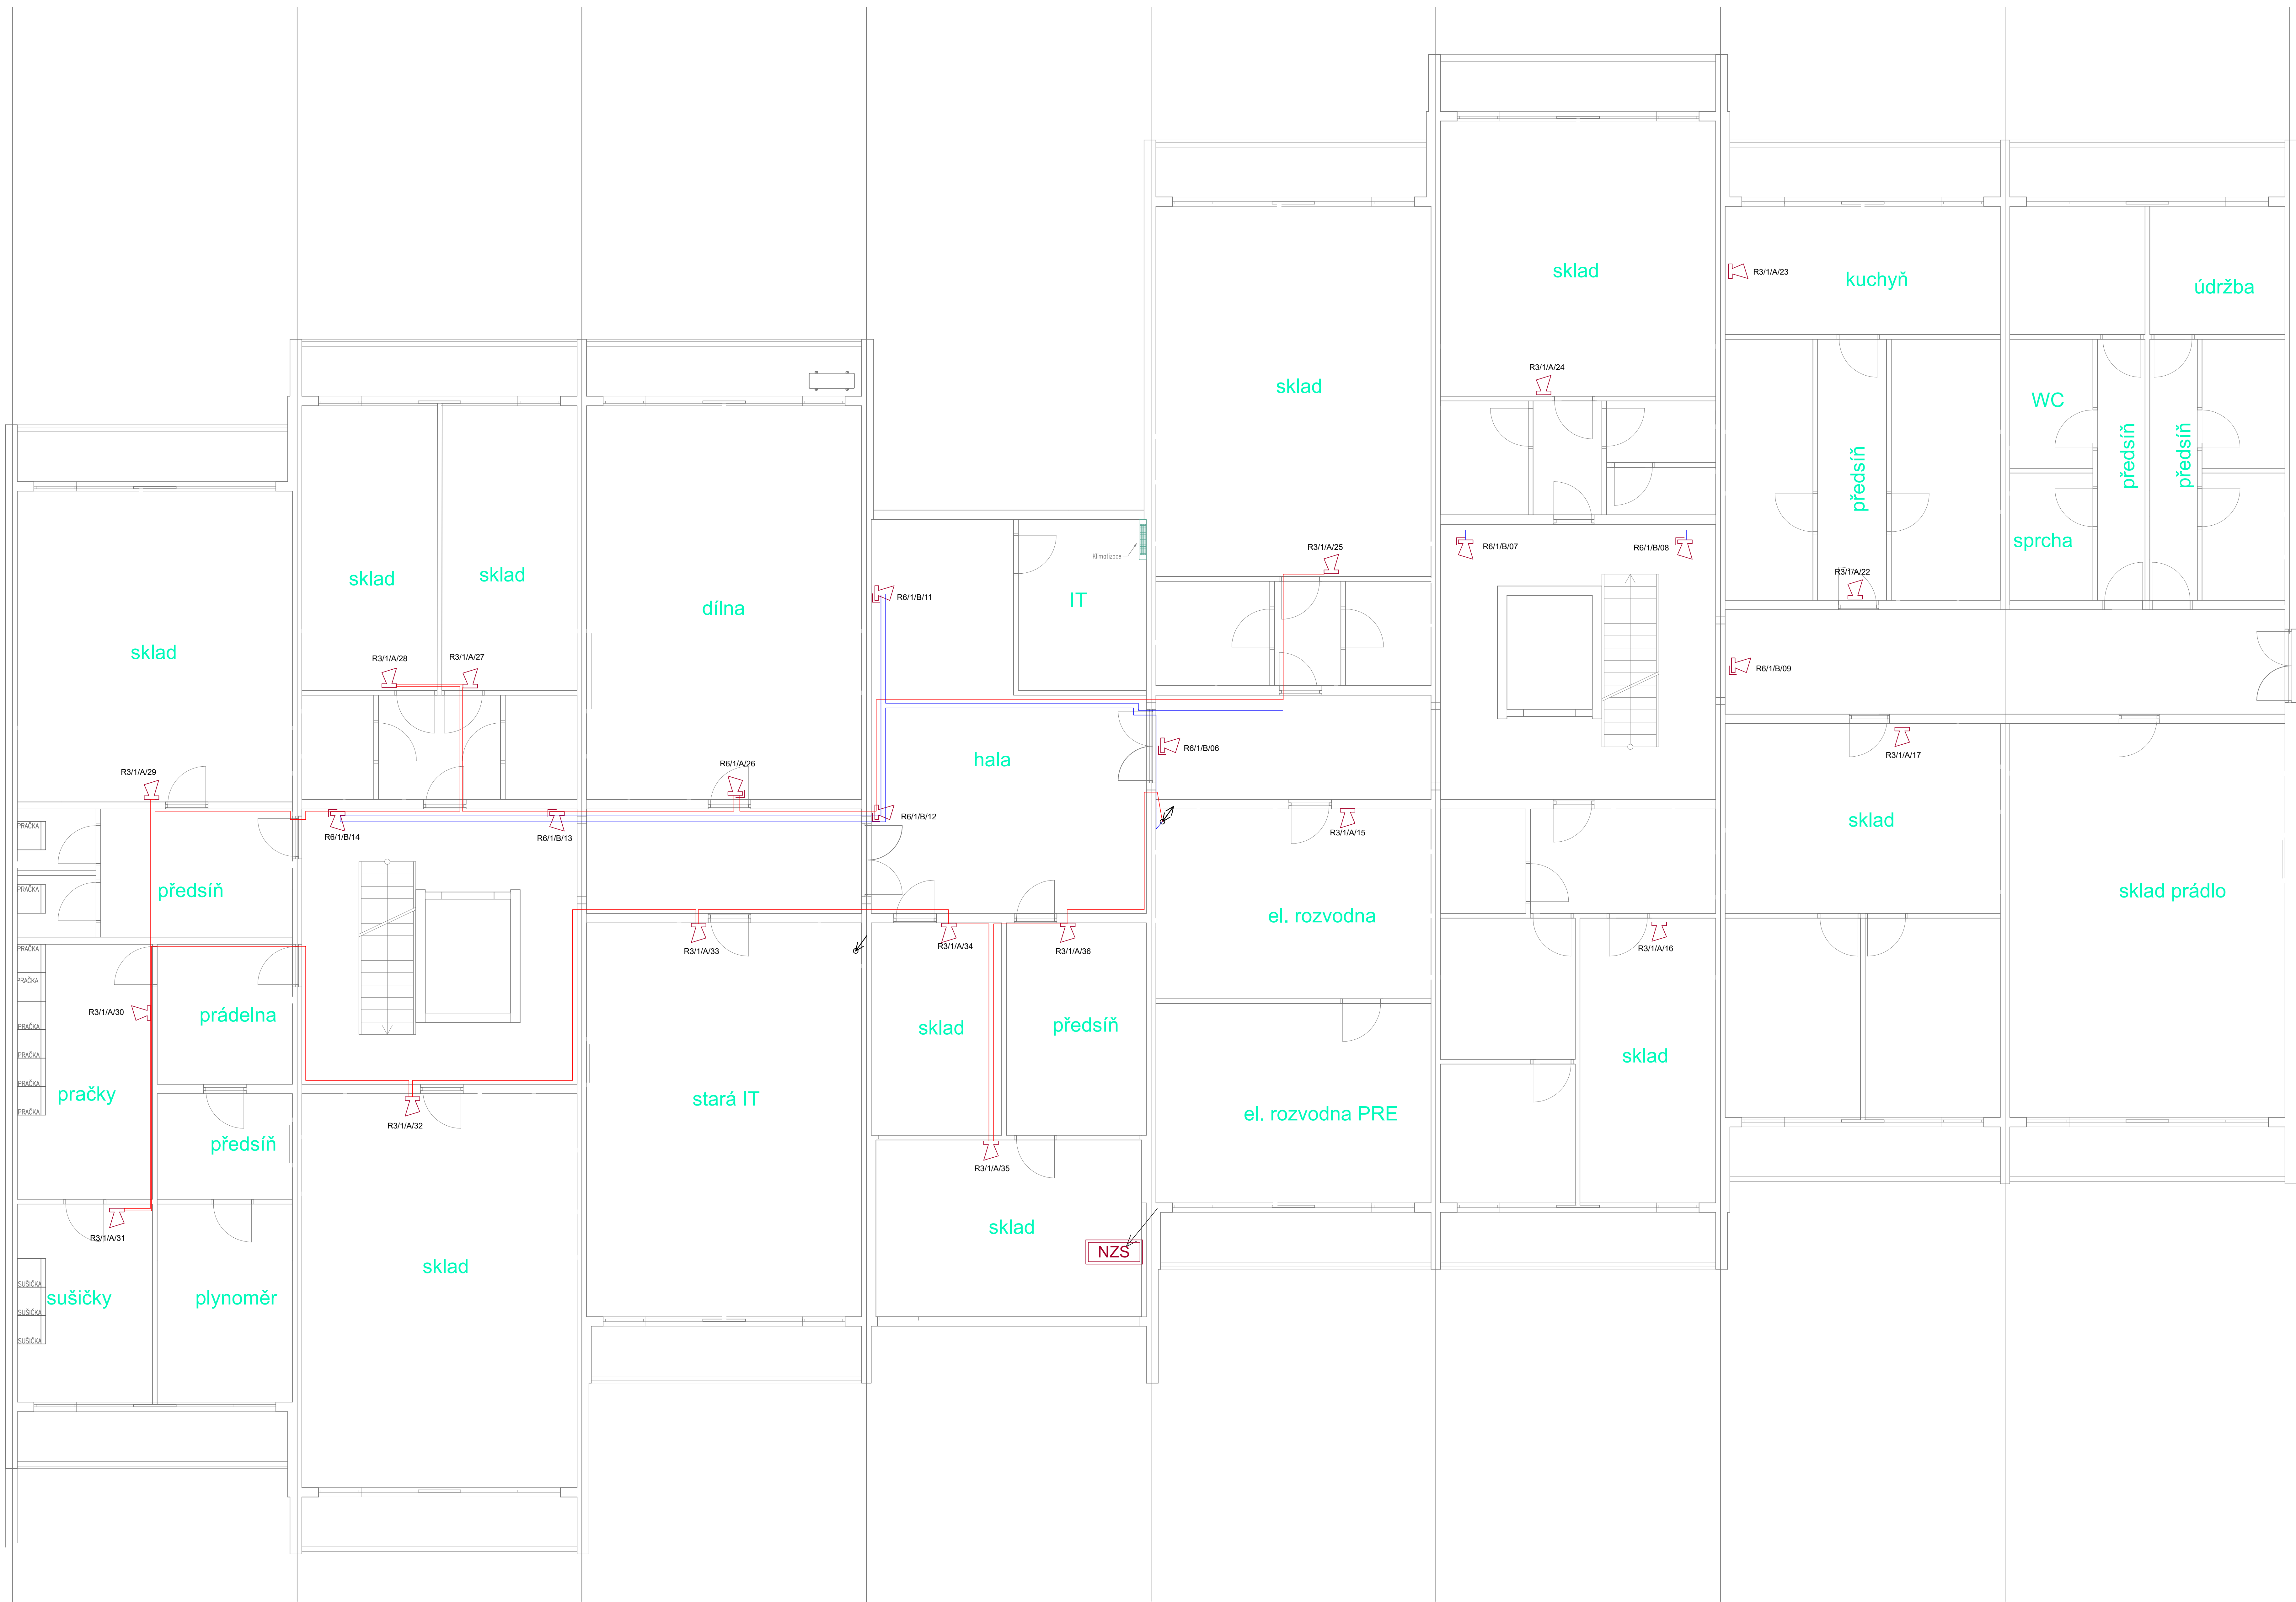 sklad
R3/1/A/23
kuchyň
údržba
R3/1/A/24
sklad
WC
předsíň
předsíň
předsíň
sprcha
R3/1/A/25
R6/1/B/07
R6/1/B/08
Klimatizace
IT
R3/1/A/22
sklad
sklad
dílna
R6/1/B/11
sklad
R3/1/A/28
R3/1/A/27
R6/1/B/09
R3/1/A/29
R6/1/A/26
hala
R6/1/B/06
R3/1/A/17
PRAČKA
R6/1/B/14
R6/1/B/13
R6/1/B/12
R3/1/A/15
sklad
PRAČKA
předsíň
el. rozvodna
sklad prádlo
PRAČKA
R3/1/A/33
R3/1/A/34
R3/1/A/36
R3/1/A/16
PRAČKA
R3/1/A/30
prádelna
sklad
předsíň
PRAČKA
PRAČKA
sklad
PRAČKA
pračky
stará IT
PRAČKA
el. rozvodna PRE
R3/1/A/32
předsíň
R3/1/A/35
R3/1/A/31
sklad
NZS
sklad
SUŠIČKA
sušičky
plynoměr
SUŠIČKA
SUŠIČKA